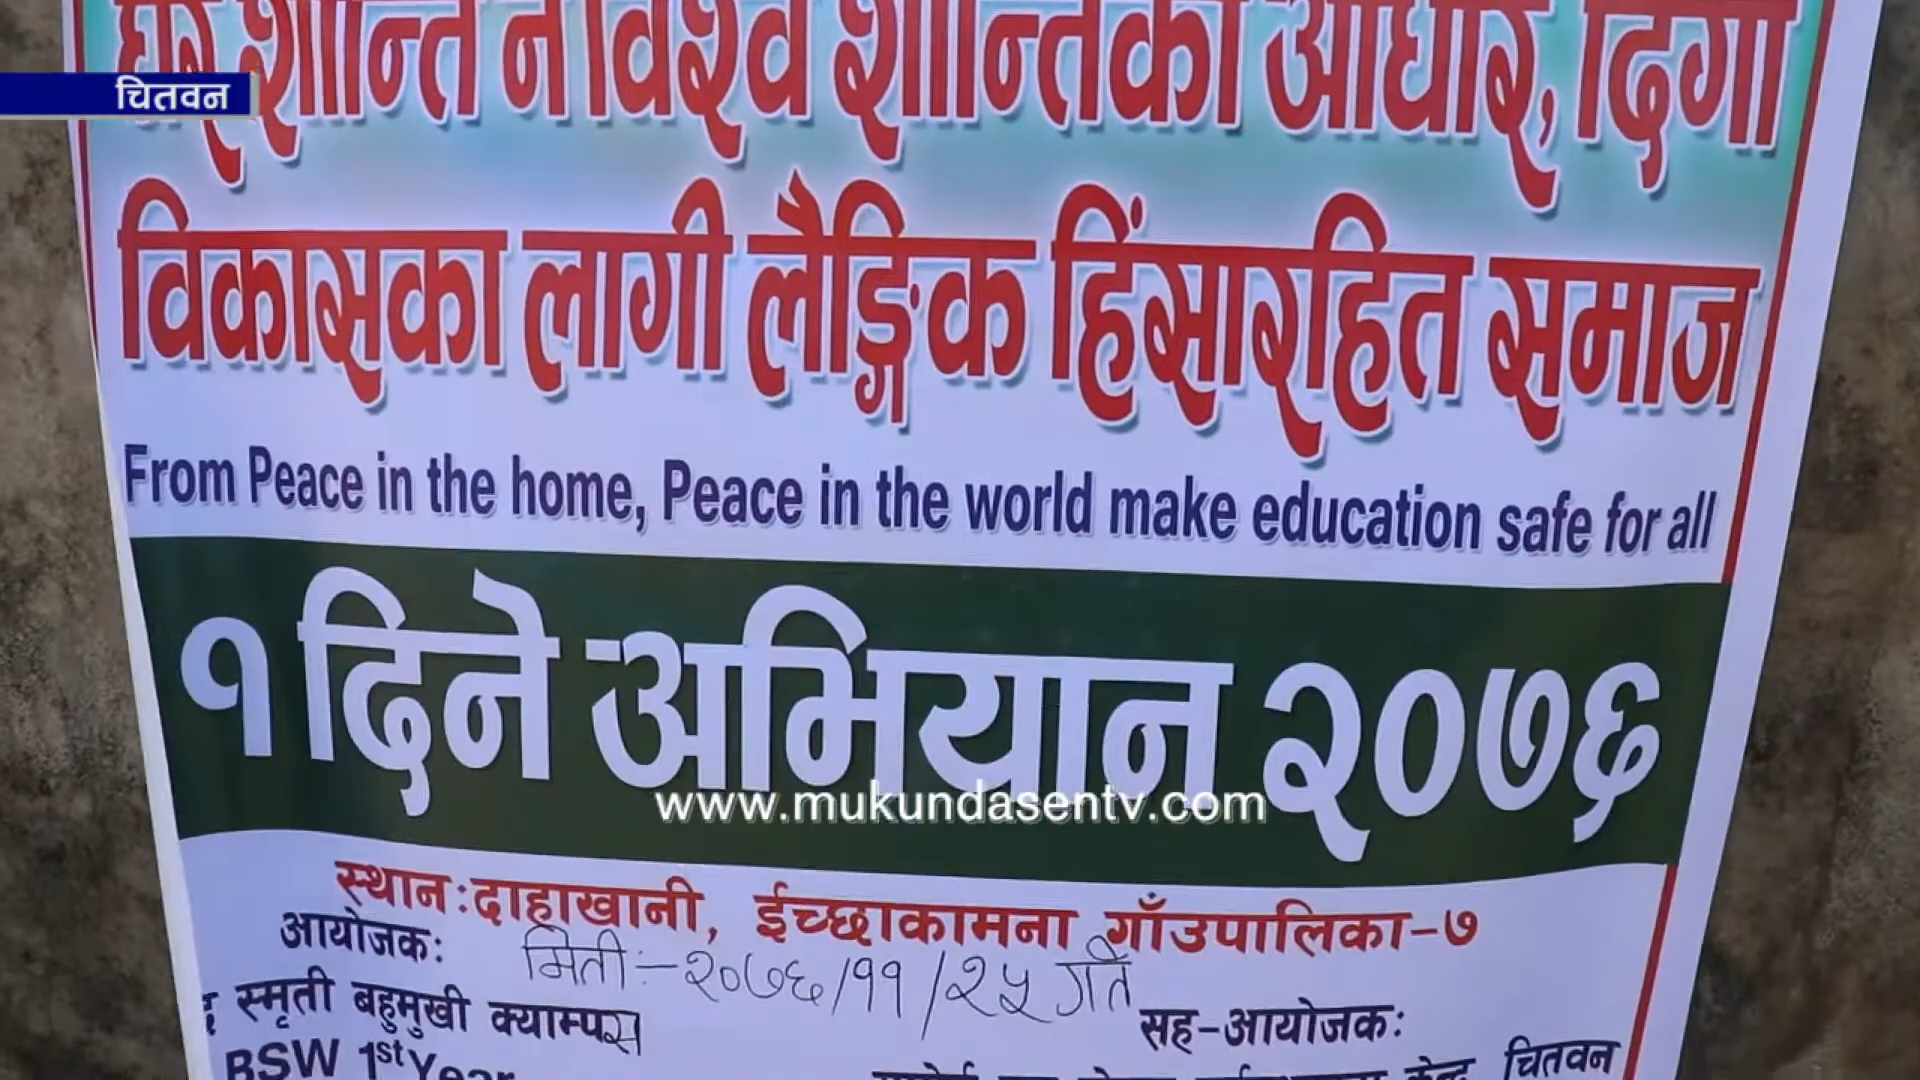 घर शान्ति नै विश्व शान्तिको आधार, दिगो
चितवन
विकासका लागी लैङ्गिक हिंसारहित समाज
From Peace in the home, Peace in the world make education safe for all
१ दिने अभियान २०७६
www.mukundasentv.com
स्थान:दाहाखानी, ईच्छाकामना गाँउपालिका-७
आयोजक:
मिती:-२०७६/११/२५ गते
स्मृती बहुमुखी क्याम्पस
सह-आयोजक:
BSW 1st Year
केन्द्र चितवन